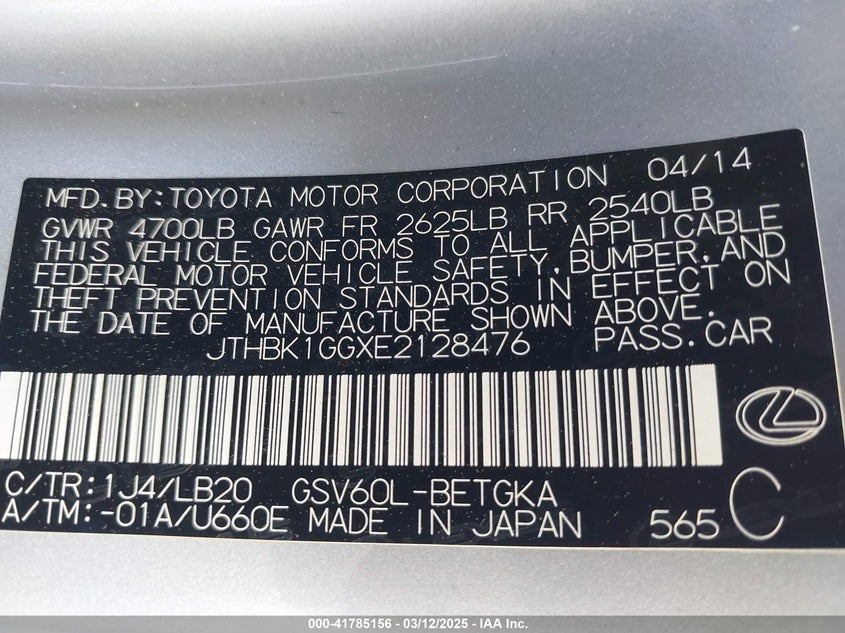 MFD.BY:TOYOTA MOTOR CORPORATION 04/14
GVWR 4700LB GAWR FR 2625LB RR 2540LB
THIS VEHICLE CONFORMS TO ALL APPLICABLE
FEDERAL MOTOR VEHICLE SAFETY,BUMPER,AND
THEFT PREVENTION STANDARDS IN EFFECT ON
THE DATE OF MANUFACTURE SHOWN ABOVE.
JTHBK1GGXE2128476 PASS.CAR
C/TR:1J4/LB20 GSV60L-BETGKA
A/TM:-01A/U660E MADE IN JAPAN 565 C
000-41785156 - 03/12/2025 - IAA Inc.